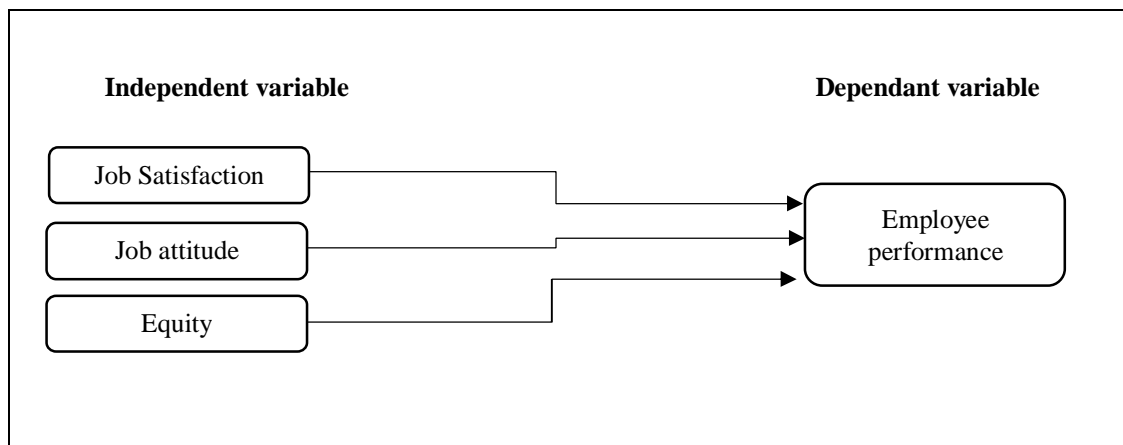 Independent variable
Dependant variable
Job Satisfaction
Job attitude
Equity
Employee
performance